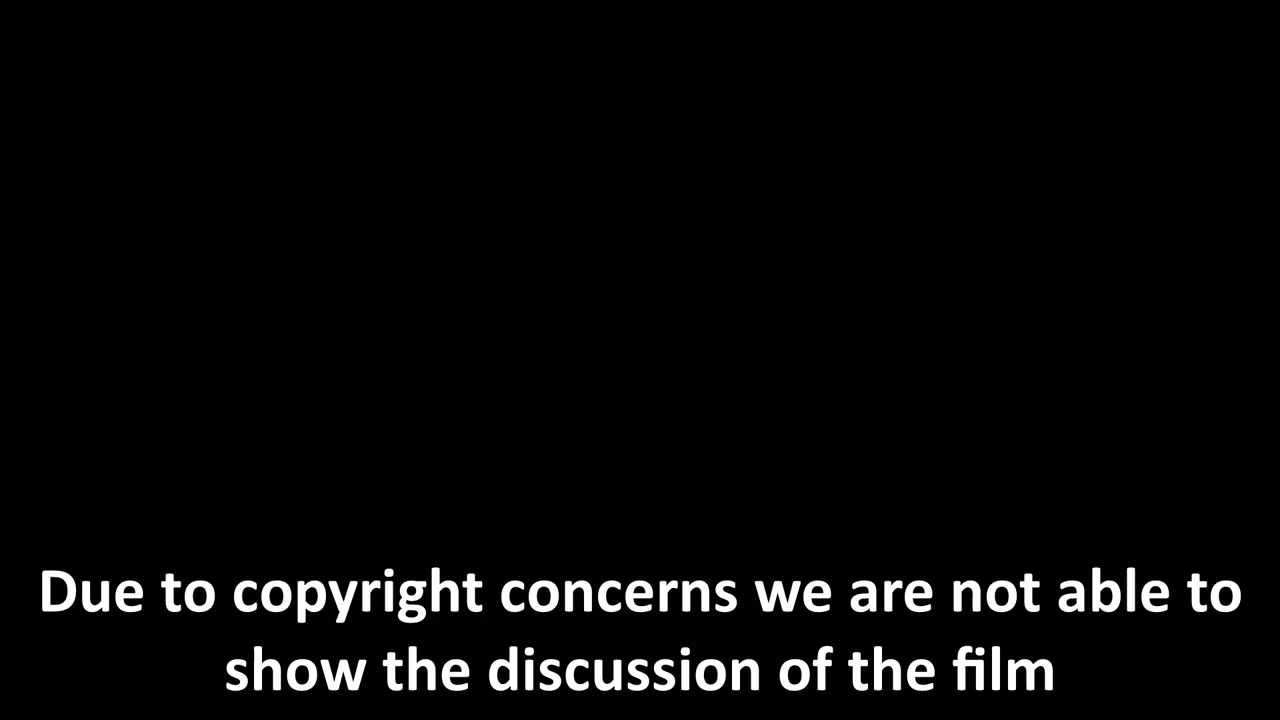 Due to copyright concerns we are not able to
show the discussion of the film